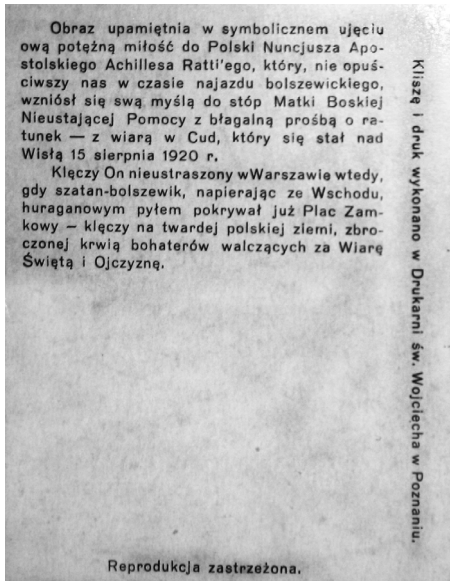 Obraz upamiętnia w symbolicznem ujęciu
ową potężną miłość do Polski Nuncjusza Apo-
stolskiego Achillesa Ratti'ego, który, nie opuś-
ciwszy nas w czasie najazdu bolszewickiego,
wzniósł się swą myślą do stóp Matki Boskiej
Nieustającej Pomocy z błagalną prośbą o ra-
tunek — z wiarą w Cud, który się stał nad
Wisłą 15 sierpnia 1920 r.
Klęczy On nieustraszony wWarszawie wtedy,
gdy szatan-bolszewik, napierając ze Wschodu,
huraganowym pyłem pokrywał już Plac Zam-
kowy — klęczy na twardej polskiej ziemi, zbro-
czonej krwią bohaterów walczących za Wiarę
Świętą i Ojczyznę.
Kliszę i druk wykonano w Drukarni św. Wojciecha w Poznaniu.
Reprodukcja zastrzeżona.